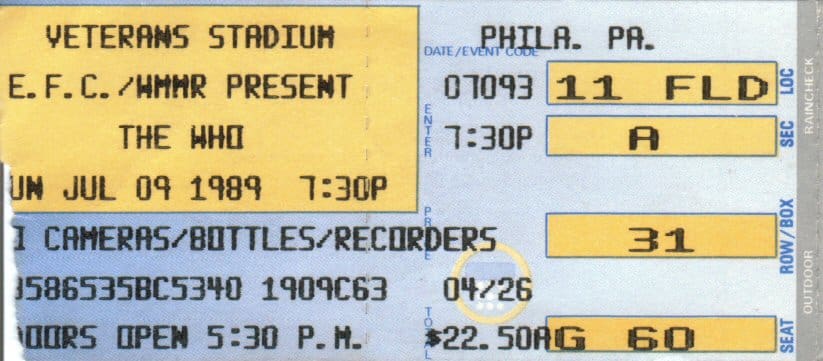 VETERANS STADIUM PHILA. PA.
DATE/EVENT CODE
E.F.C./WMMR PRESENT 07093 11 FLD LOC
ENTER
THE WHO 7:30P A SEC
UN JUL 09 1989 7:30P
CAMERAS/BOTTLES/RECORDERS 31 ROW/BOX
586535BC5340 1909C63 04/26
OORS OPEN 5:30 P.M. $22.50A G 60 SEAT
RAINCHECK
OUTDOOR